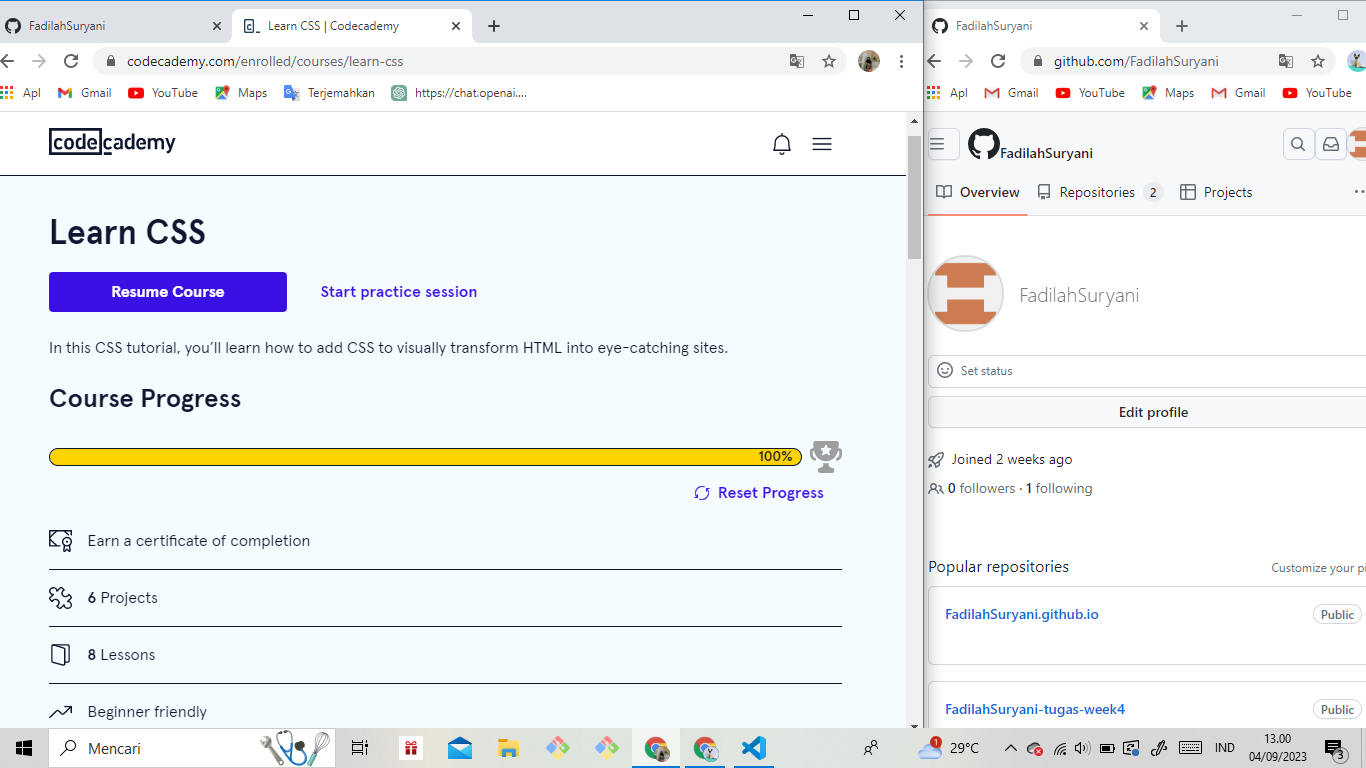 FadilahSuryani
Learn CSS | Codecademy
codecademy.com/enrolled/courses/learn-css
Apl
Gmail
YouTube
Maps
Terjemahkan
https://chat.openai....
codecademy
Learn CSS
Resume Course
Start practice session
In this CSS tutorial, you’ll learn how to add CSS to visually transform HTML into eye-catching sites.
Course Progress
100%
Reset Progress
Earn a certificate of completion
6 Projects
8 Lessons
Beginner friendly
FadilahSuryani
github.com/FadilahSuryani
Apl
Gmail
YouTube
Maps
Gmail
YouTube
FadilahSuryani
Overview
Repositories 2
Projects
FadilahSuryani
Set status
Edit profile
Joined 2 weeks ago
0 followers · 1 following
Popular repositories
Customize your pi
FadilahSuryani.github.io
Public
FadilahSuryani-tugas-week4
Public
Mencari
1
29°C
IND
13.00
04/09/2023
3